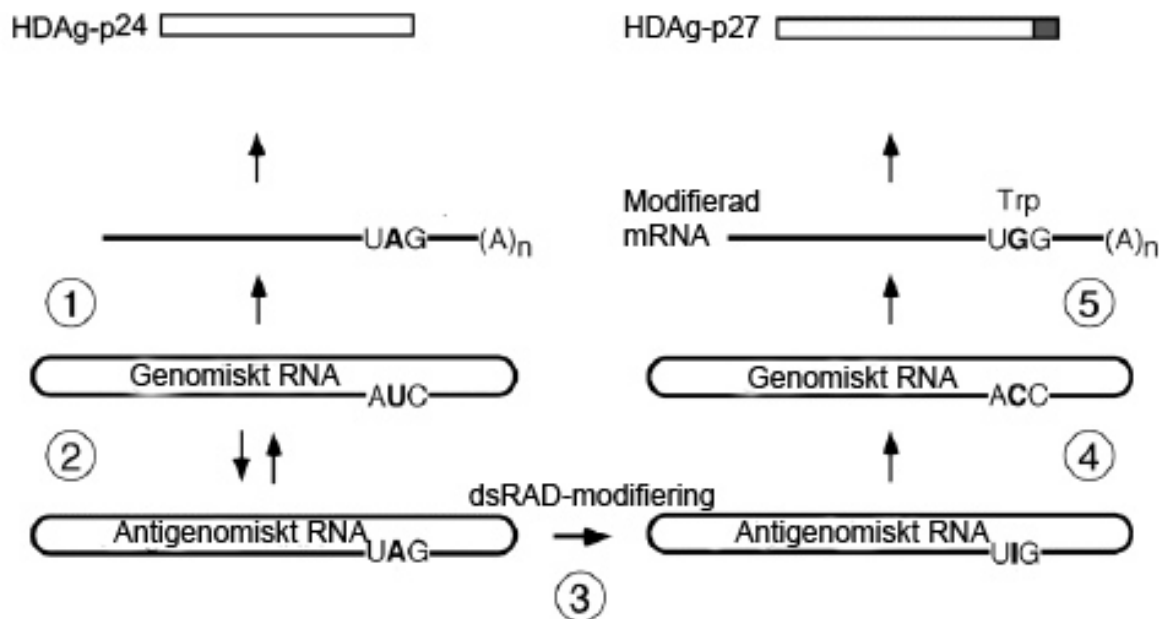 HDAg-p24
HDAg-p27
Modifierad
mRNA
Trp
UAG
(A)n
UGG
(A)n
1
5
Genomiskt RNA
AUC
Genomiskt RNA
ACC
2
4
dsRAD-modifiering
Antigenomiskt RNA
UAG
Antigenomiskt RNA
UIG
3